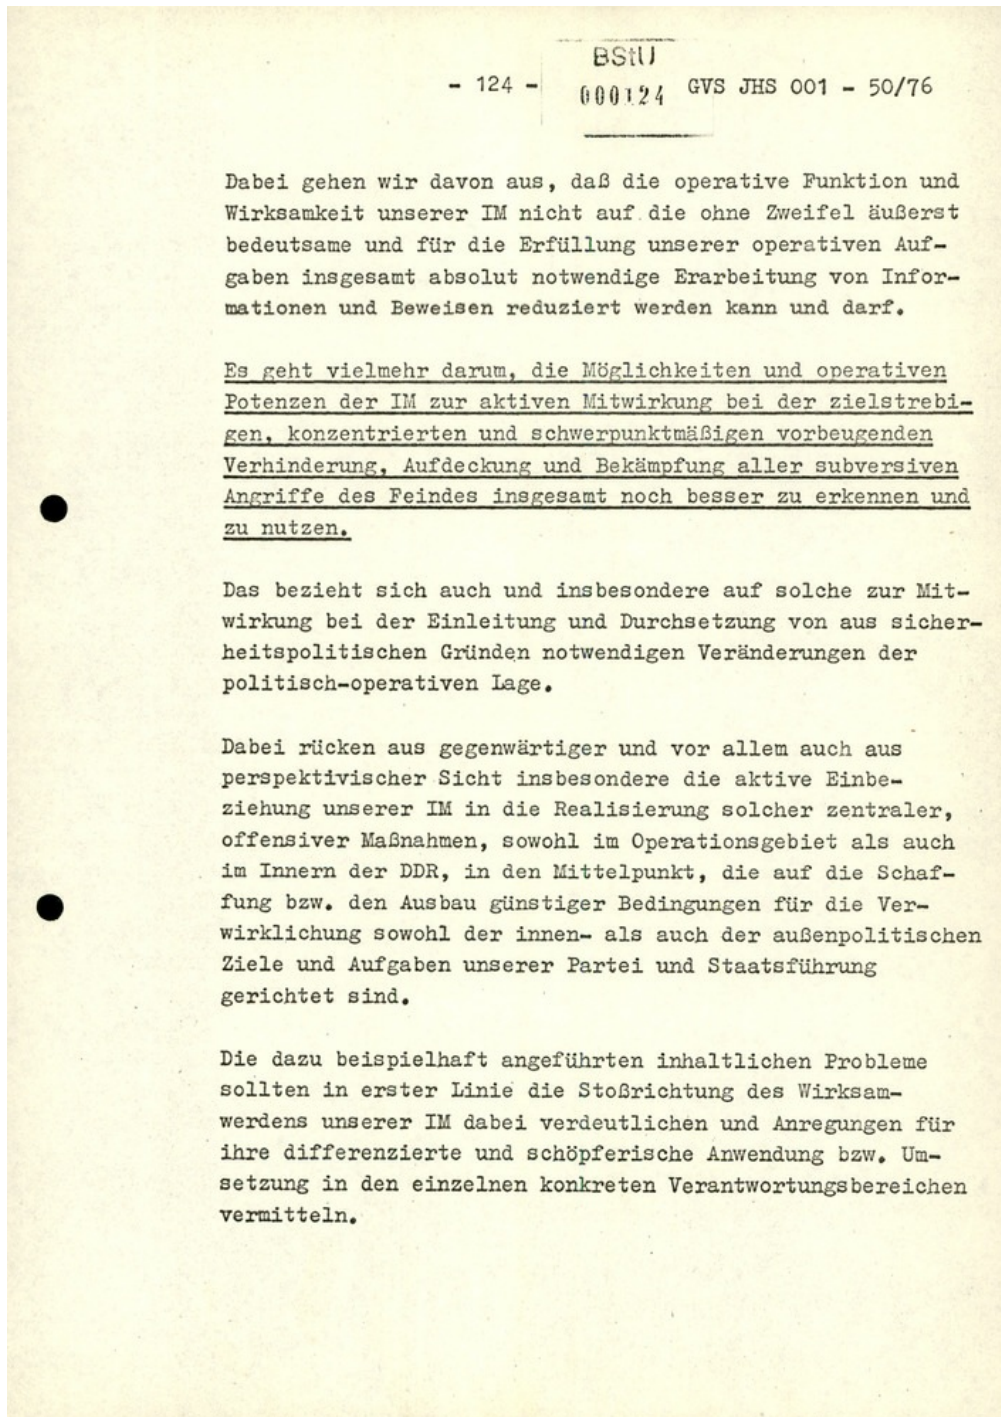 BStU
- 124 - 000124 GVS JHS 001 - 50/76
Dabei gehen wir davon aus, daß die operative Funktion und
Wirksamkeit unserer IM nicht auf die ohne Zweifel äußerst
bedeutsame und für die Erfüllung unserer operativen Auf-
gaben insgesamt absolut notwendige Erarbeitung von Infor-
mationen und Beweisen reduziert werden kann und darf.
Es geht vielmehr darum, die Möglichkeiten und operativen
Potenzen der IM zur aktiven Mitwirkung bei der zielstrebi-
gen, konzentrierten und schwerpunktmäßigen vorbeugenden
Verhinderung, Aufdeckung und Bekämpfung aller subversiven
Angriffe des Feindes insgesamt noch besser zu erkennen und
zu nutzen.
Das bezieht sich auch und insbesondere auf solche zur Mit-
wirkung bei der Einleitung und Durchsetzung von aus sicher-
heitspolitischen Gründen notwendigen Veränderungen der
politisch-operativen Lage.
Dabei rücken aus gegenwärtiger und vor allem auch aus
perspektivischer Sicht insbesondere die aktive Einbe-
ziehung unserer IM in die Realisierung solcher zentraler,
offensiver Maßnahmen, sowohl im Operationsgebiet als auch
im Innern der DDR, in den Mittelpunkt, die auf die Schaf-
fung bzw. den Ausbau günstiger Bedingungen für die Ver-
wirklichung sowohl der innen- als auch der außenpolitischen
Ziele und Aufgaben unserer Partei und Staatsführung
gerichtet sind.
Die dazu beispielhaft angeführten inhaltlichen Probleme
sollten in erster Linie die Stoßrichtung des Wirksam-
werdens unserer IM dabei verdeutlichen und Anregungen für
ihre differenzierte und schöpferische Anwendung bzw. Um-
setzung in den einzelnen konkreten Verantwortungsbereichen
vermitteln.